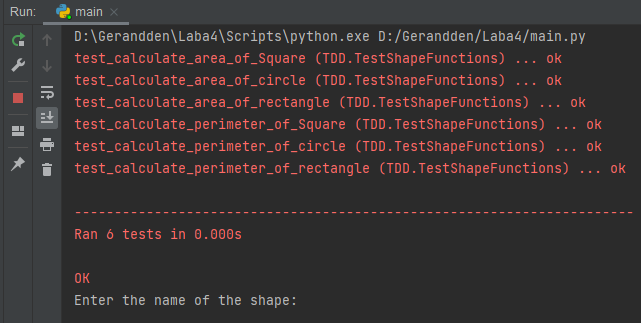 Run: main
D:\Gerandden\Laba4\Scripts\python.exe D:/Gerandden/Laba4/main.py
test_calculate_area_of_Square (TDD.TestShapeFunctions) ... ok
test_calculate_area_of_circle (TDD.TestShapeFunctions) ... ok
test_calculate_area_of_rectangle (TDD.TestShapeFunctions) ... ok
test_calculate_perimeter_of_Square (TDD.TestShapeFunctions) ... ok
test_calculate_perimeter_of_circle (TDD.TestShapeFunctions) ... ok
test_calculate_perimeter_of_rectangle (TDD.TestShapeFunctions) ... ok
----------------------------------------------------------------------
Ran 6 tests in 0.000s
OK
Enter the name of the shape: